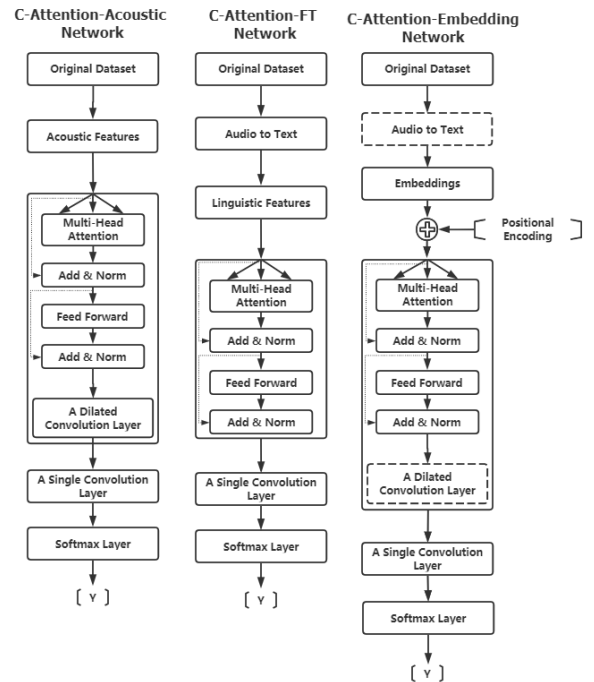 C-Attention-Acoustic
Network
Original Dataset
Acoustic Features
Multi-Head
Attention
Add & Norm
Feed Forward
Add & Norm
A Dilated
Convolution Layer
A Single Convolution
Layer
Softmax Layer
[ Y ]
C-Attention-FT
Network
Original Dataset
Audio to Text
Linguistic Features
Multi-Head
Attention
Add & Norm
Feed Forward
Add & Norm
A Single Convolution
Layer
Softmax Layer
[ Y ]
C-Attention-Embedding
Network
Original Dataset
Audio to Text
Embeddings
Positional
Encoding
Multi-Head
Attention
Add & Norm
Feed Forward
Add & Norm
A Dilated
Convolution Layer
A Single Convolution
Layer
Softmax Layer
[ Y ]